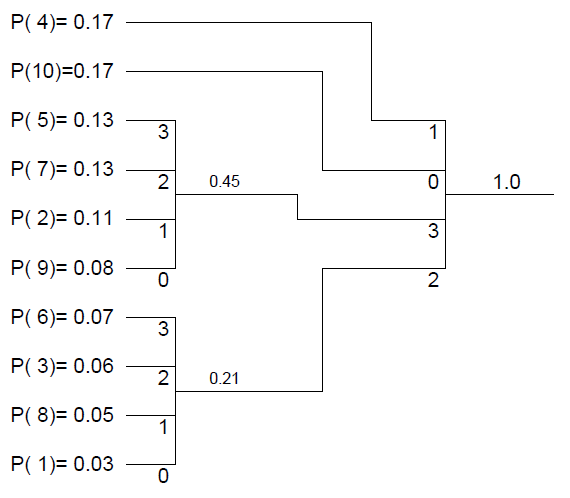 P( 4)= 0.17
P(10)=0.17
P( 5)= 0.13
3
1
P( 7)= 0.13
2
0.45
0
1.0
P( 2)= 0.11
1
3
P( 9)= 0.08
0
2
P( 6)= 0.07
3
P( 3)= 0.06
2
0.21
P( 8)= 0.05
1
P( 1)= 0.03
0